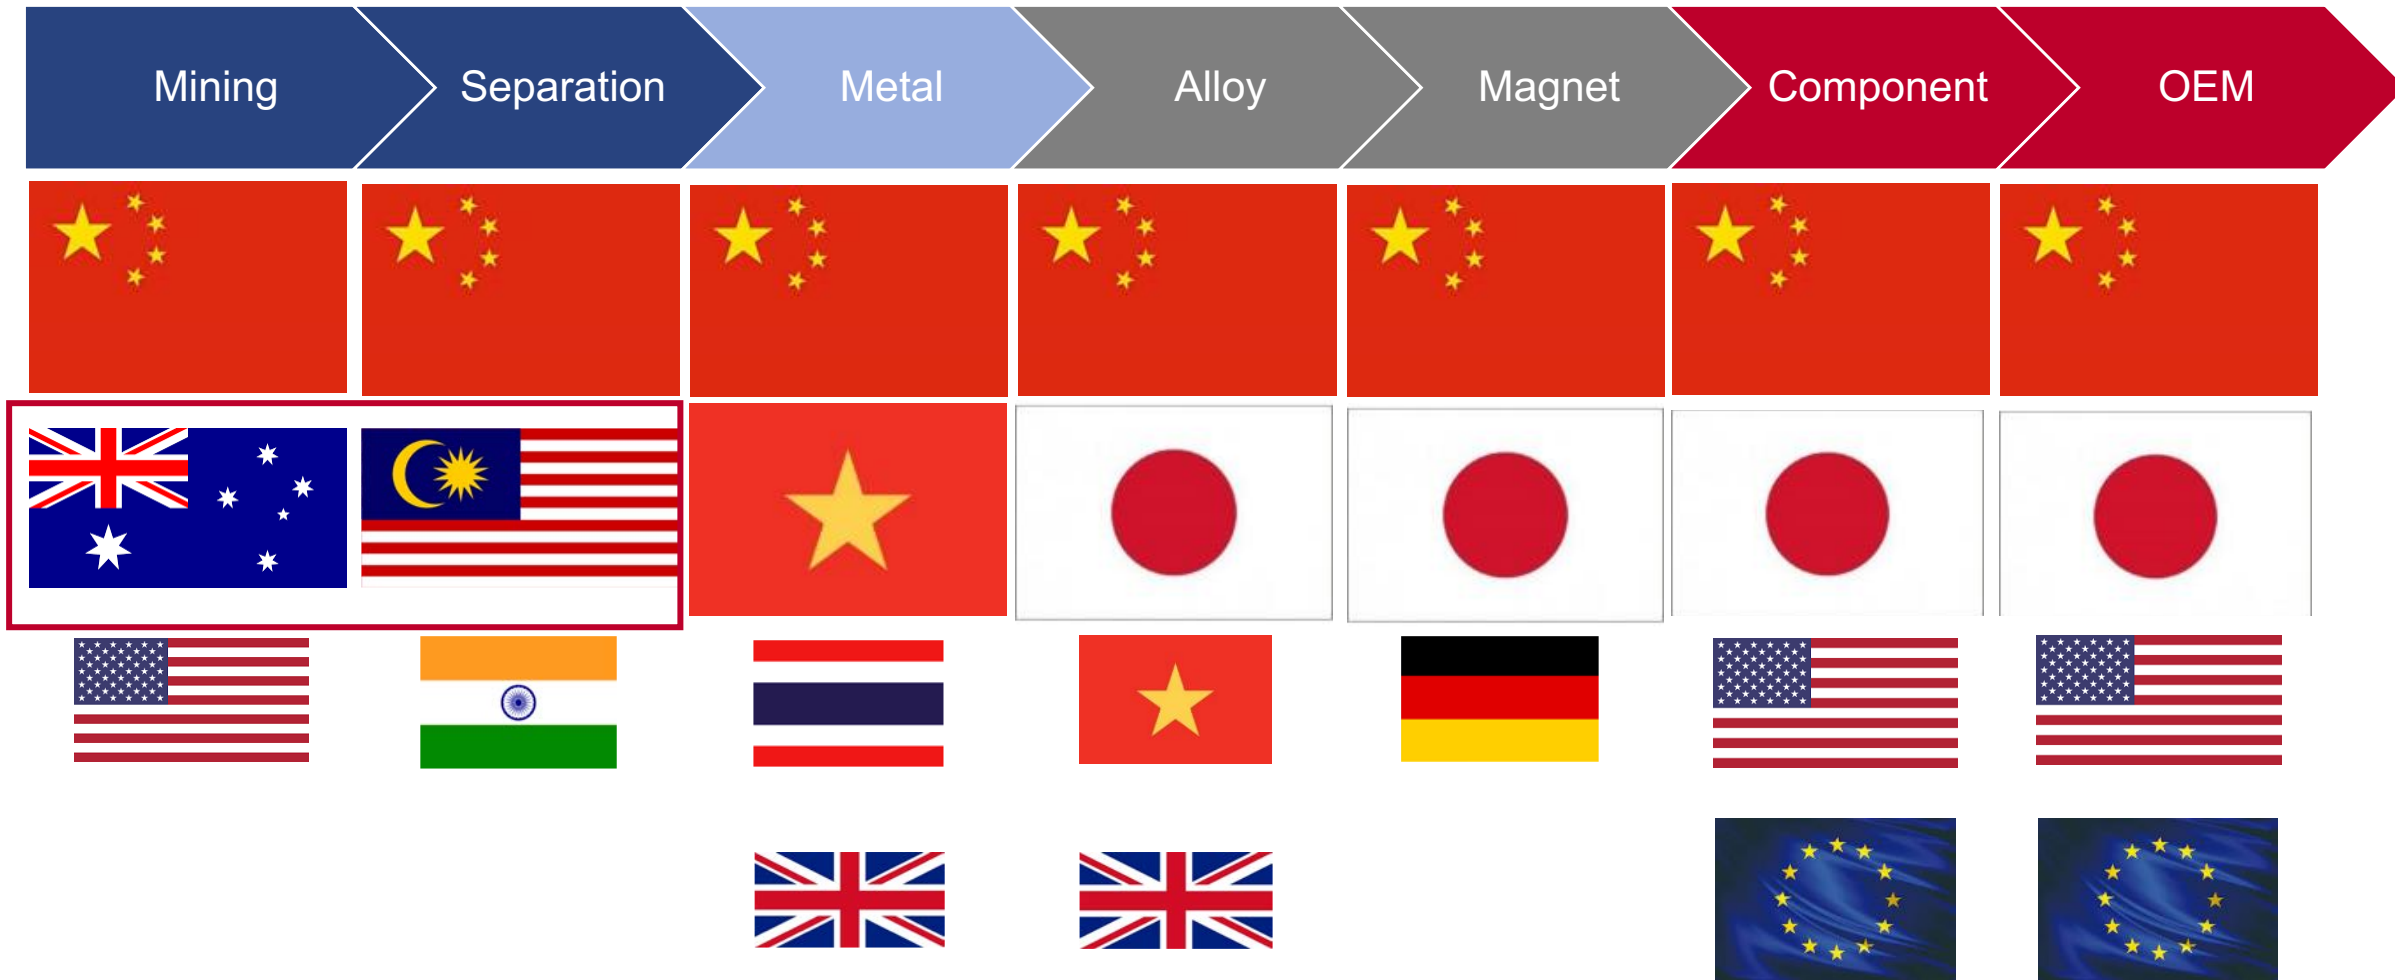 Mining
Separation
Metal
Alloy
Magnet
Component
OEM